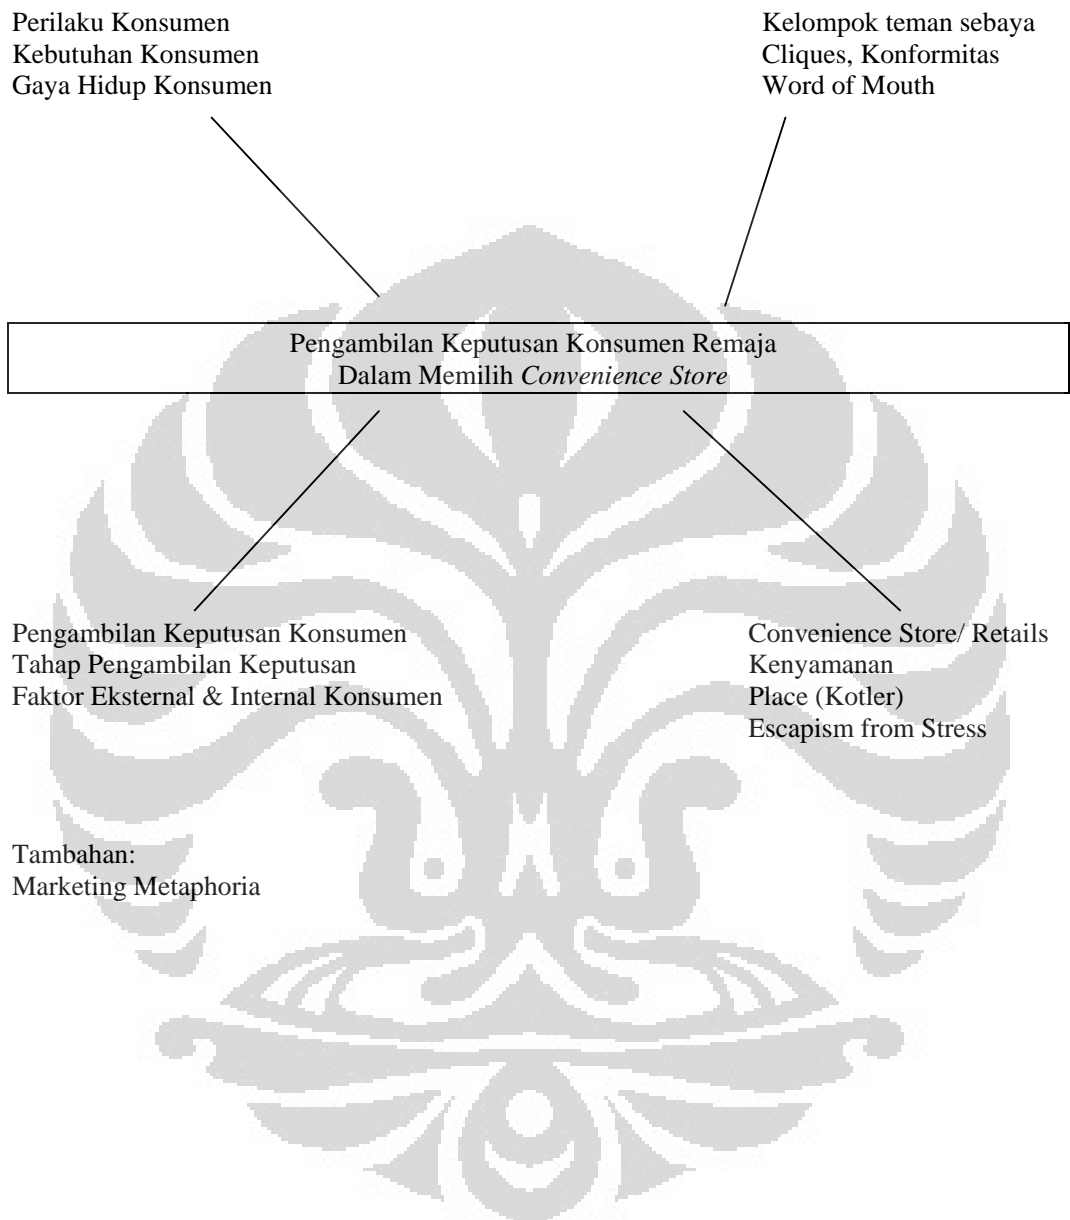 Perilaku Konsumen
Kebutuhan Konsumen
Gaya Hidup Konsumen
Kelompok teman sebaya
Cliques, Konformitas
Word of Mouth
Pengambilan Keputusan Konsumen Remaja
Dalam Memilih Convenience Store
Pengambilan Keputusan Konsumen
Tahap Pengambilan Keputusan
Faktor Eksternal & Internal Konsumen
Convenience Store/ Retails
Kenyamanan
Place (Kotler)
Escapism from Stress
Tambahan:
Marketing Metaphoria